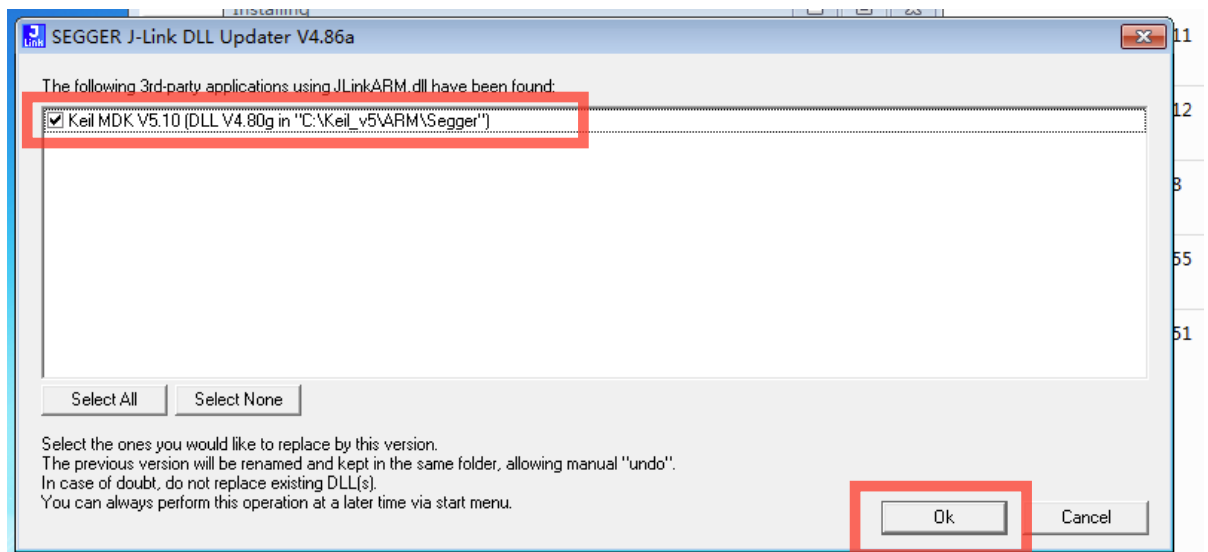 Installing
J Link SEGGER J-Link DLL Updater V4.86a
11
The following 3rd-party applications using JLinkARM.dll have been found:
Keil MDK V5.10 (DLL V4.80g in "C:\Keil_v5\ARM\Segger")
12
8
55
51
Select All Select None
Select the ones you would like to replace by this version.
The previous version will be renamed and kept in the same folder, allowing manual "undo".
In case of doubt, do not replace existing DLL(s).
You can always perform this operation at a later time via start menu.
Ok Cancel